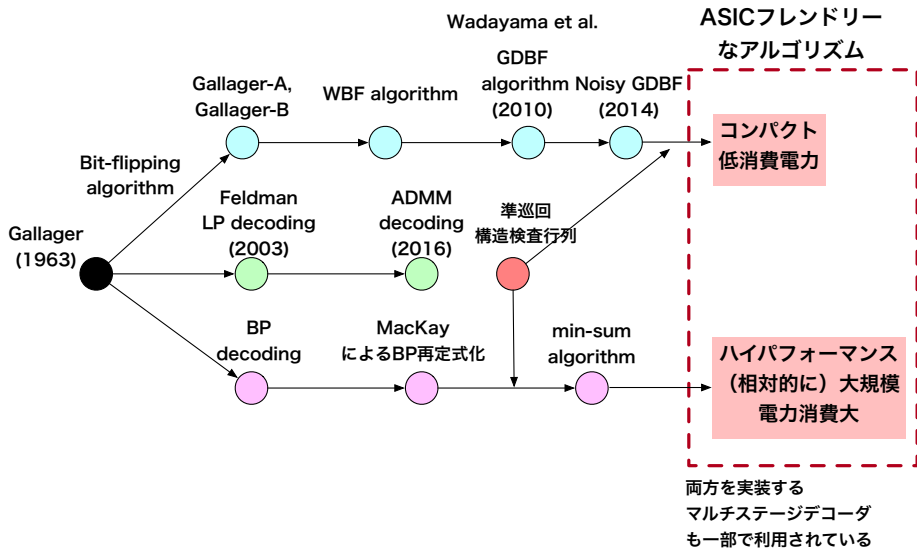 Wadayama et al.
ASICフレンドリー
なアルゴリズム
Gallager-A,
Gallager-B
WBF algorithm
GDBF
algorithm
(2010)
Noisy GDBF
(2014)
コンパクト
低消費電力
Bit-flipping
algorithm
Gallager
(1963)
Feldman
LP decoding
(2003)
ADMM
decoding
(2016)
準巡回
構造検査行列
BP
decoding
MacKay
によるBP再定式化
min-sum
algorithm
ハイパフォーマンス
（相対的に）大規模
電力消費大
両方を実装する
マルチステージデコーダ
も一部で利用されている